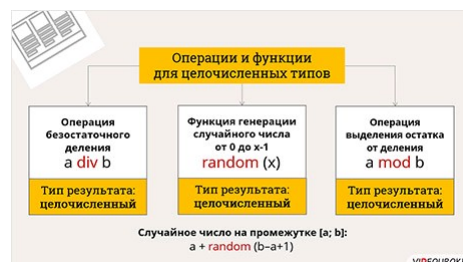 Операции и функции
для целочисленных типов
Операция
безостаточного
деления
a div b
Тип результата:
целочисленный
Функция генерации
случайного числа
от 0 до x-1
random (x)
Тип результата:
целочисленный
Операция
выделения остатка
от деления
a mod b
Тип результата:
целочисленный
Случайное число на промежутке [a; b]:
a + random (b–a+1)